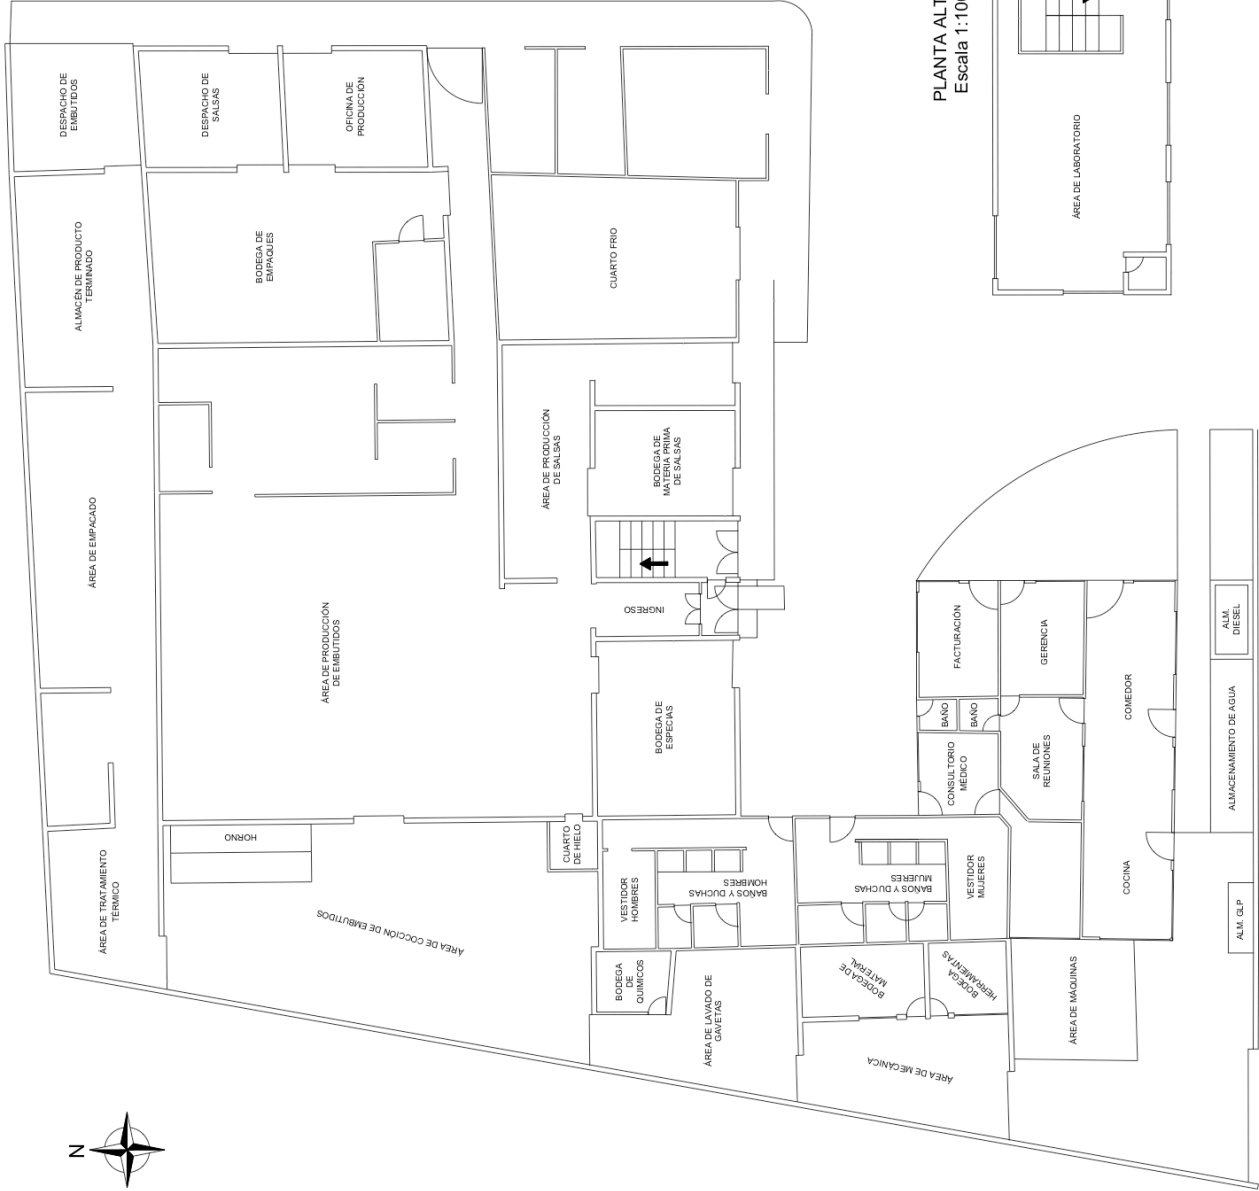 PLANTA ALT
Escala 1:100
DESPACHO DE
EMBUTIDOS
DESPACHO DE
SALSAS
OFICINA DE
PRODUCCIÓN
ÁREA DE LABORATORIO
ALMACÉN DE PRODUCTO
TERMINADO
BODEGA DE
EMPAQUES
CUARTO FRIO
ÁREA DE EMPACADO
ÁREA DE PRODUCCIÓN
DE SALSAS
BODEGA DE
MATERIA PRIMA
DE SALSAS
ÁREA DE PRODUCCIÓN
DE EMBUTIDOS
INGRESO
BODEGA DE
ESPECIAS
FACTURACIÓN
GERENCIA
ALM.
DIESEL
BAÑO
BAÑO
COMEDOR
CONSULTORIO
MÉDICO
SALA DE
REUNIONES
ALMACENAMIENTO DE AGUA
HORNO
CUARTO
DE HIELO
ÁREA DE TRATAMIENTO
TÉRMICO
VESTIDOR
HOMBRES
BAÑOS Y DUCHAS
HOMBRES
BAÑOS Y DUCHAS
MUJERES
VESTIDOR
MUJERES
COCINA
ALM. GLP
ÁREA DE COCCIÓN DE EMBUTIDOS
BODEGA
DE
QUIMICOS
ÁREA DE LAVADO DE
GAVETAS
BODEGA DE
MATERIAL
BODEGA
HERRAMIENTAS
ÁREA DE MÁQUINAS
ÁREA DE MECÁNICA
N